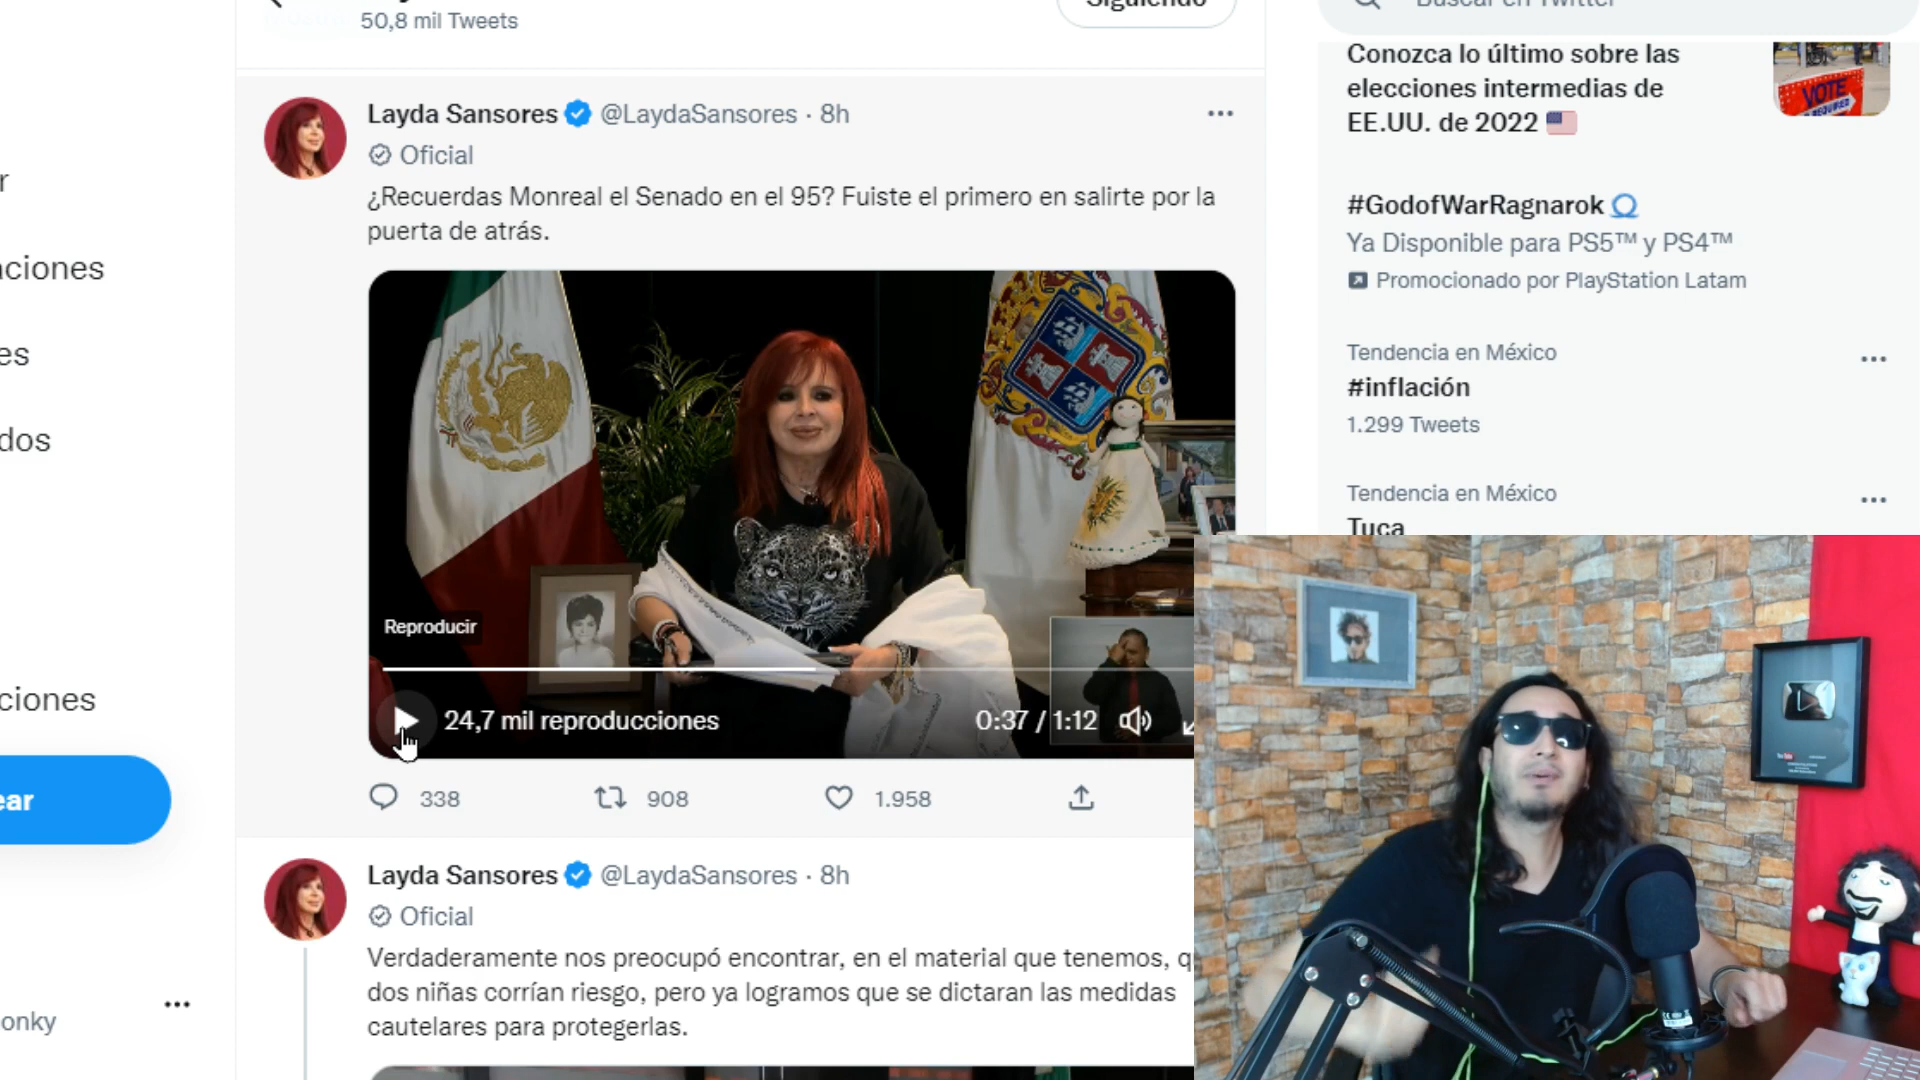 50,8 mil Tweets
Siguiendo
Buscar en Twitter
Layda Sansores @LaydaSansores · 8h
Oficial
¿Recuerdas Monreal el Senado en el 95? Fuiste el primero en salirte por la
puerta de atrás.
Reproducir
24,7 mil reproducciones
0:37 / 1:12
338
908
1.958
Layda Sansores @LaydaSansores · 8h
Oficial
Verdaderamente nos preocupó encontrar, en el material que tenemos, q
dos niñas corrían riesgo, pero ya logramos que se dictaran las medidas
cautelares para protegerlas.
Conozca lo último sobre las
elecciones intermedias de
EE.UU. de 2022
VOTE
#GodofWarRagnarok
Ya Disponible para PS5™ y PS4™
Promocionado por PlayStation Latam
Tendencia en México
#inflación
1.299 Tweets
Tendencia en México
Tuca
r
aciones
es
dos
ciones
ear
onky